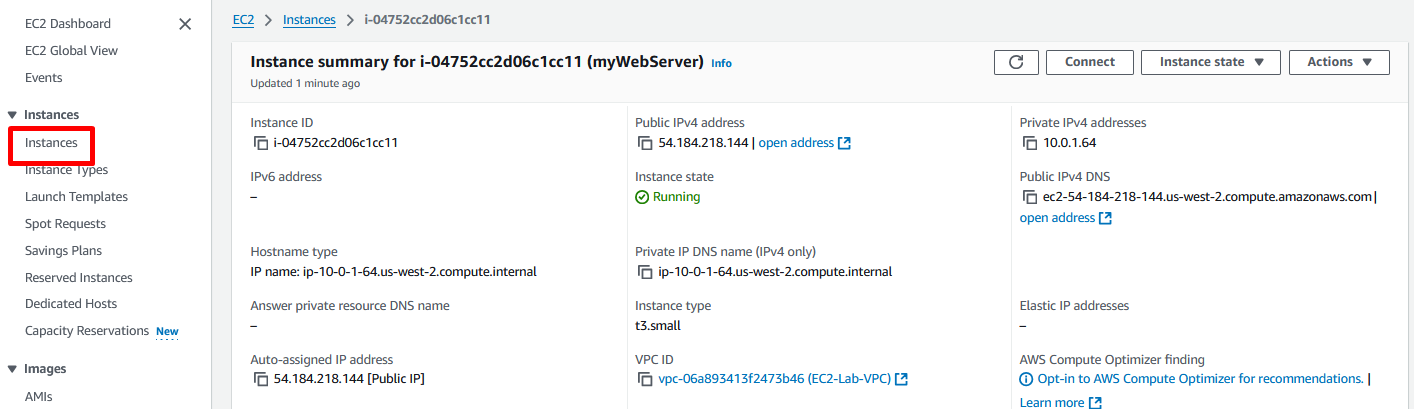 EC2 Dashboard
EC2 Global View
Events
Instances
Instances
Instance Types
Launch Templates
Spot Requests
Savings Plans
Reserved Instances
Dedicated Hosts
Capacity Reservations New
Images
AMIs
EC2 > Instances > i-04752cc2d06c1cc11
Instance summary for i-04752cc2d06c1cc11 (myWebServer) Info
Updated 1 minute ago
Connect
Instance state
Actions
Instance ID
i-04752cc2d06c1cc11
Public IPv4 address
54.184.218.144 | open address
Private IPv4 addresses
10.0.1.64
IPv6 address
–
Instance state
Running
Public IPv4 DNS
ec2-54-184-218-144.us-west-2.compute.amazonaws.com |
open address
Hostname type
IP name: ip-10-0-1-64.us-west-2.compute.internal
Private IP DNS name (IPv4 only)
ip-10-0-1-64.us-west-2.compute.internal
Answer private resource DNS name
–
Instance type
t3.small
Elastic IP addresses
–
Auto-assigned IP address
54.184.218.144 [Public IP]
VPC ID
vpc-06a893413f2473b46 (EC2-Lab-VPC)
AWS Compute Optimizer finding
Opt-in to AWS Compute Optimizer for recommendations. |
Learn more